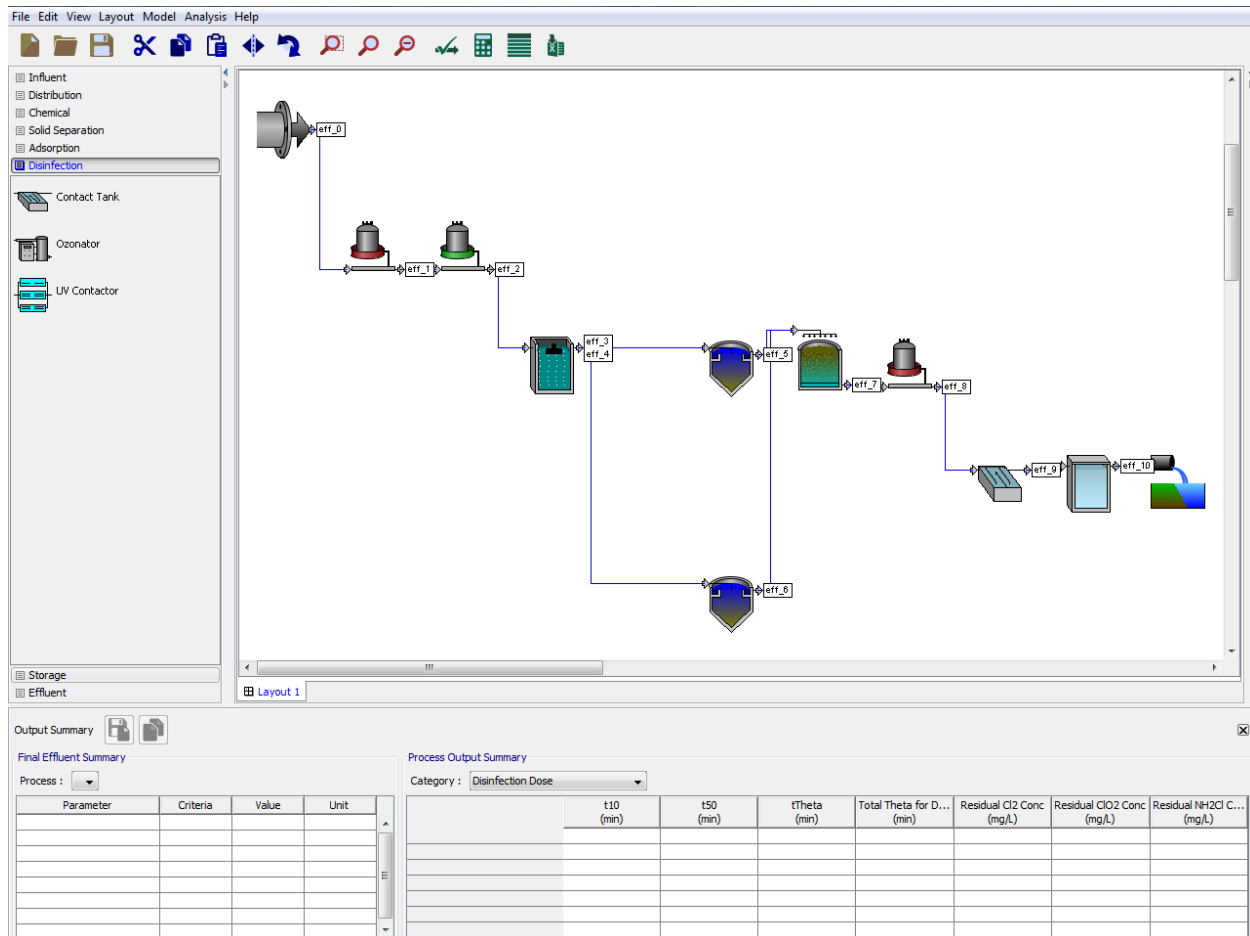 File Edit View Layout Model Analysis Help
Influent
Distribution
Chemical
Solid Separation
Adsorption
Disinfection
Contact Tank
Ozonator
UV Contactor
Storage
Effluent
eff_0
eff_1
eff_2
eff_3
eff_4
eff_5
eff_7
eff_8
eff_9
eff_10
eff_6
Layout 1
Output Summary
Final Effluent Summary
Process :
Parameter Criteria Value Unit
Process Output Summary
Category : Disinfection Dose
t10 t50 tTheta Total Theta for D... Residual Cl2 Conc Residual ClO2 Conc Residual NH2Cl C...
(min) (min) (min) (min) (mg/L) (mg/L) (mg/L)